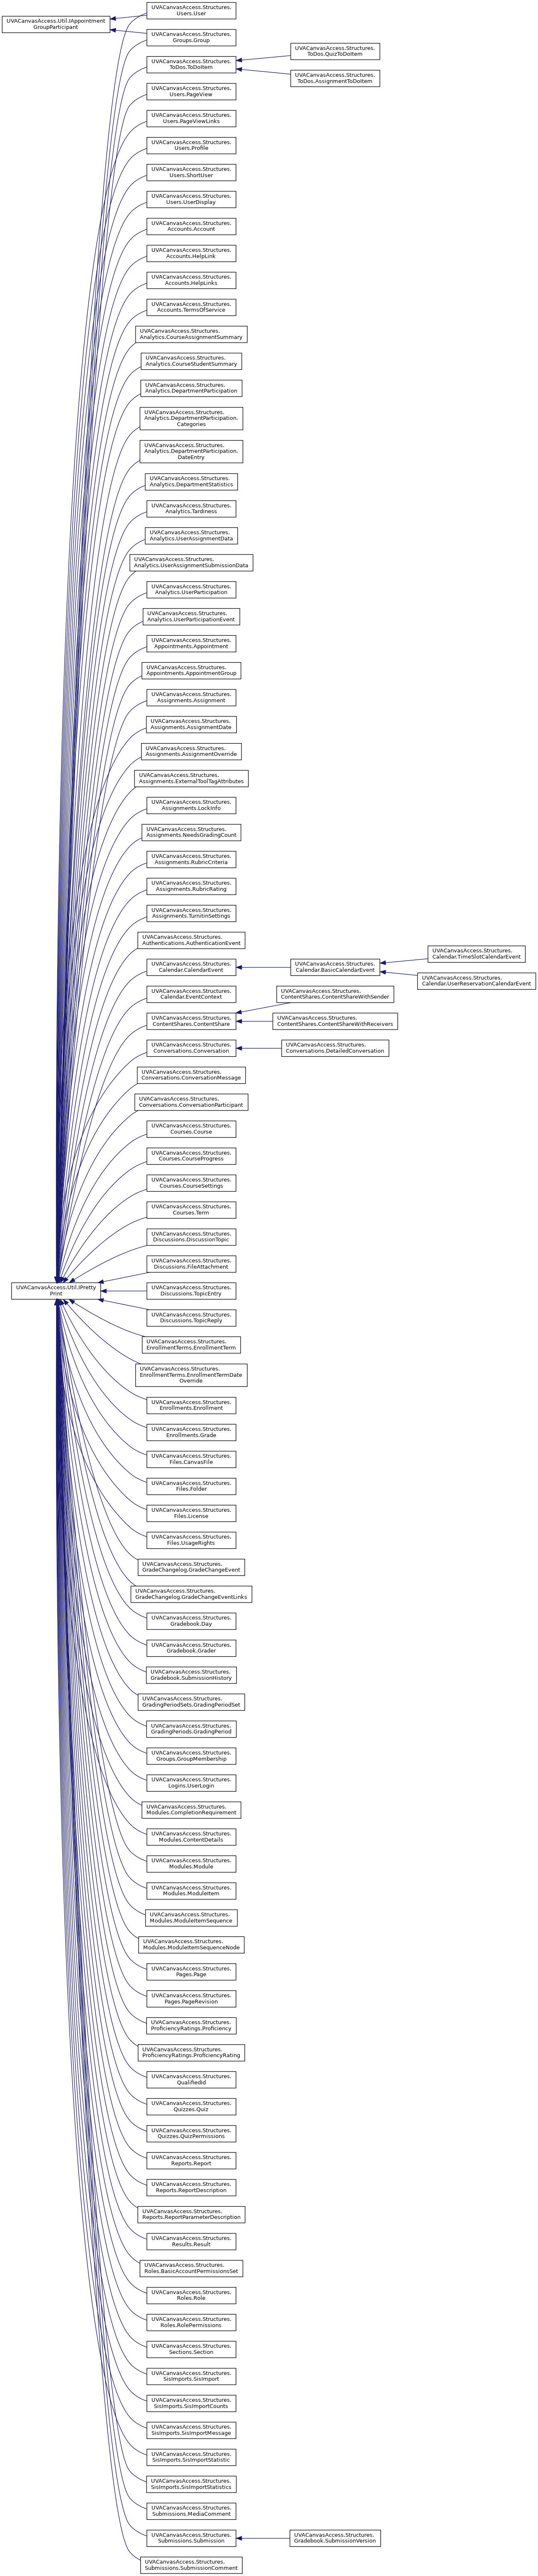 UVACanvasAccess.Util.IAppointment
GroupParticipant
UVACanvasAccess.Structures.
Users.User
UVACanvasAccess.Structures.
Groups.Group
UVACanvasAccess.Structures.
ToDos.ToDoItem
UVACanvasAccess.Structures.
ToDos.QuizToDoItem
UVACanvasAccess.Structures.
ToDos.AssignmentToDoItem
UVACanvasAccess.Structures.
Users.PageView
UVACanvasAccess.Structures.
Users.PageViewLinks
UVACanvasAccess.Structures.
Users.Profile
UVACanvasAccess.Structures.
Users.ShortUser
UVACanvasAccess.Structures.
Users.UserDisplay
UVACanvasAccess.Structures.
Accounts.Account
UVACanvasAccess.Structures.
Accounts.HelpLink
UVACanvasAccess.Structures.
Accounts.HelpLinks
UVACanvasAccess.Structures.
Accounts.TermsOfService
UVACanvasAccess.Structures.
Analytics.CourseAssignmentSummary
UVACanvasAccess.Structures.
Analytics.CourseStudentSummary
UVACanvasAccess.Structures.
Analytics.DepartmentParticipation
UVACanvasAccess.Structures.
Analytics.DepartmentParticipation.
Categories
UVACanvasAccess.Structures.
Analytics.DepartmentParticipation.
DateEntry
UVACanvasAccess.Structures.
Analytics.DepartmentStatistics
UVACanvasAccess.Structures.
Analytics.Tardiness
UVACanvasAccess.Structures.
Analytics.UserAssignmentData
UVACanvasAccess.Structures.
Analytics.UserAssignmentSubmissionData
UVACanvasAccess.Structures.
Analytics.UserParticipation
UVACanvasAccess.Structures.
Analytics.UserParticipationEvent
UVACanvasAccess.Structures.
Appointments.Appointment
UVACanvasAccess.Structures.
Appointments.AppointmentGroup
UVACanvasAccess.Structures.
Assignments.Assignment
UVACanvasAccess.Structures.
Assignments.AssignmentDate
UVACanvasAccess.Structures.
Assignments.AssignmentOverride
UVACanvasAccess.Structures.
Assignments.ExternalToolTagAttributes
UVACanvasAccess.Structures.
Assignments.LockInfo
UVACanvasAccess.Structures.
Assignments.NeedsGradingCount
UVACanvasAccess.Structures.
Assignments.RubricCriteria
UVACanvasAccess.Structures.
Assignments.RubricRating
UVACanvasAccess.Structures.
Assignments.TurnitinSettings
UVACanvasAccess.Structures.
Authentications.AuthenticationEvent
UVACanvasAccess.Structures.
Calendar.CalendarEvent
UVACanvasAccess.Structures.
Calendar.BasicCalendarEvent
UVACanvasAccess.Structures.
Calendar.TimeSlotCalendarEvent
UVACanvasAccess.Structures.
Calendar.UserReservationCalendarEvent
UVACanvasAccess.Structures.
Calendar.EventContext
UVACanvasAccess.Structures.
ContentShares.ContentShareWithSender
UVACanvasAccess.Structures.
ContentShares.ContentShare
UVACanvasAccess.Structures.
ContentShares.ContentShareWithReceivers
UVACanvasAccess.Structures.
Conversations.Conversation
UVACanvasAccess.Structures.
Conversations.DetailedConversation
UVACanvasAccess.Structures.
Conversations.ConversationMessage
UVACanvasAccess.Structures.
Conversations.ConversationParticipant
UVACanvasAccess.Structures.
Courses.Course
UVACanvasAccess.Structures.
Courses.CourseProgress
UVACanvasAccess.Structures.
Courses.CourseSettings
UVACanvasAccess.Structures.
Courses.Term
UVACanvasAccess.Structures.
Discussions.DiscussionTopic
UVACanvasAccess.Structures.
Discussions.FileAttachment
UVACanvasAccess.Util.IPretty
Print
UVACanvasAccess.Structures.
Discussions.TopicEntry
UVACanvasAccess.Structures.
Discussions.TopicReply
UVACanvasAccess.Structures.
EnrollmentTerms.EnrollmentTerm
UVACanvasAccess.Structures.
EnrollmentTerms.EnrollmentTermDate
Override
UVACanvasAccess.Structures.
Enrollments.Enrollment
UVACanvasAccess.Structures.
Enrollments.Grade
UVACanvasAccess.Structures.
Files.CanvasFile
UVACanvasAccess.Structures.
Files.Folder
UVACanvasAccess.Structures.
Files.License
UVACanvasAccess.Structures.
Files.UsageRights
UVACanvasAccess.Structures.
GradeChangelog.GradeChangeEvent
UVACanvasAccess.Structures.
GradeChangelog.GradeChangeEventLinks
UVACanvasAccess.Structures.
Gradebook.Day
UVACanvasAccess.Structures.
Gradebook.Grader
UVACanvasAccess.Structures.
Gradebook.SubmissionHistory
UVACanvasAccess.Structures.
GradingPeriodSets.GradingPeriodSet
UVACanvasAccess.Structures.
GradingPeriods.GradingPeriod
UVACanvasAccess.Structures.
Groups.GroupMembership
UVACanvasAccess.Structures.
Logins.UserLogin
UVACanvasAccess.Structures.
Modules.CompletionRequirement
UVACanvasAccess.Structures.
Modules.ContentDetails
UVACanvasAccess.Structures.
Modules.Module
UVACanvasAccess.Structures.
Modules.ModuleItem
UVACanvasAccess.Structures.
Modules.ModuleItemSequence
UVACanvasAccess.Structures.
Modules.ModuleItemSequenceNode
UVACanvasAccess.Structures.
Pages.Page
UVACanvasAccess.Structures.
Pages.PageRevision
UVACanvasAccess.Structures.
ProficiencyRatings.Proficiency
UVACanvasAccess.Structures.
ProficiencyRatings.ProficiencyRating
UVACanvasAccess.Structures.
QualifiedId
UVACanvasAccess.Structures.
Quizzes.Quiz
UVACanvasAccess.Structures.
Quizzes.QuizPermissions
UVACanvasAccess.Structures.
Reports.Report
UVACanvasAccess.Structures.
Reports.ReportDescription
UVACanvasAccess.Structures.
Reports.ReportParameterDescription
UVACanvasAccess.Structures.
Results.Result
UVACanvasAccess.Structures.
Roles.BasicAccountPermissionsSet
UVACanvasAccess.Structures.
Roles.Role
UVACanvasAccess.Structures.
Roles.RolePermissions
UVACanvasAccess.Structures.
Sections.Section
UVACanvasAccess.Structures.
SisImports.SisImport
UVACanvasAccess.Structures.
SisImports.SisImportCounts
UVACanvasAccess.Structures.
SisImports.SisImportMessage
UVACanvasAccess.Structures.
SisImports.SisImportStatistic
UVACanvasAccess.Structures.
SisImports.SisImportStatistics
UVACanvasAccess.Structures.
Submissions.MediaComment
UVACanvasAccess.Structures.
Submissions.Submission
UVACanvasAccess.Structures.
Gradebook.SubmissionVersion
UVACanvasAccess.Structures.
Submissions.SubmissionComment